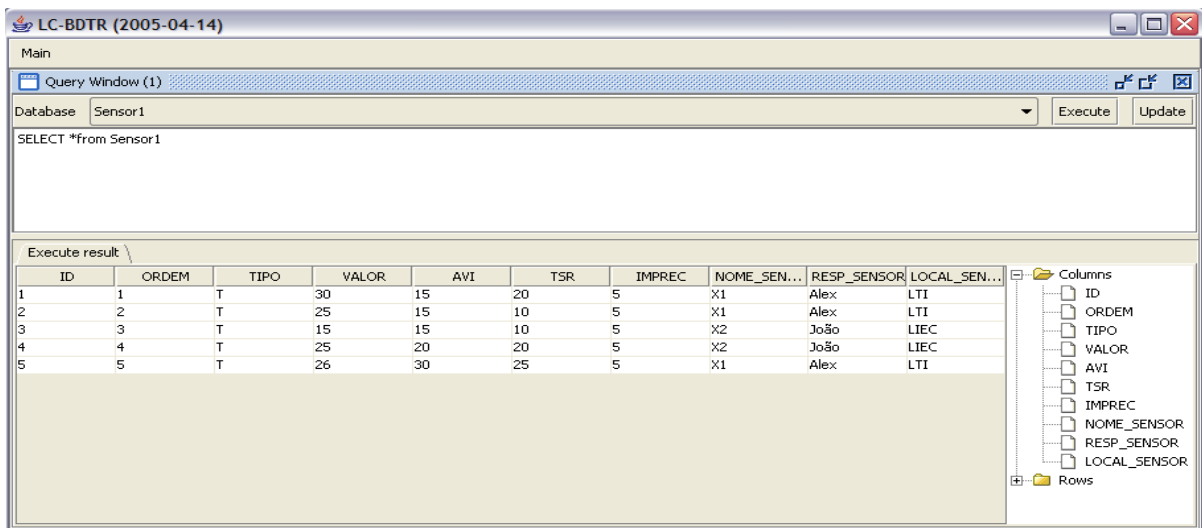 LC-BDTR (2005-04-14)
Main
Query Window (1)
Database Sensor1 Execute Update
SELECT *from Sensor1
Execute result
ID ORDEM TIPO VALOR AVI TSR IMPREC NOME_SEN... RESP_SENSOR LOCAL_SEN...
1 1 T 30 15 20 5 X1 Alex LTI
2 2 T 25 15 10 5 X1 Alex LTI
3 3 T 15 15 10 5 X2 João LIEC
4 4 T 25 20 20 5 X2 João LIEC
5 5 T 26 30 25 5 X1 Alex LTI
Columns
ID
ORDEM
TIPO
VALOR
AVI
TSR
IMPREC
NOME_SENSOR
RESP_SENSOR
LOCAL_SENSOR
Rows